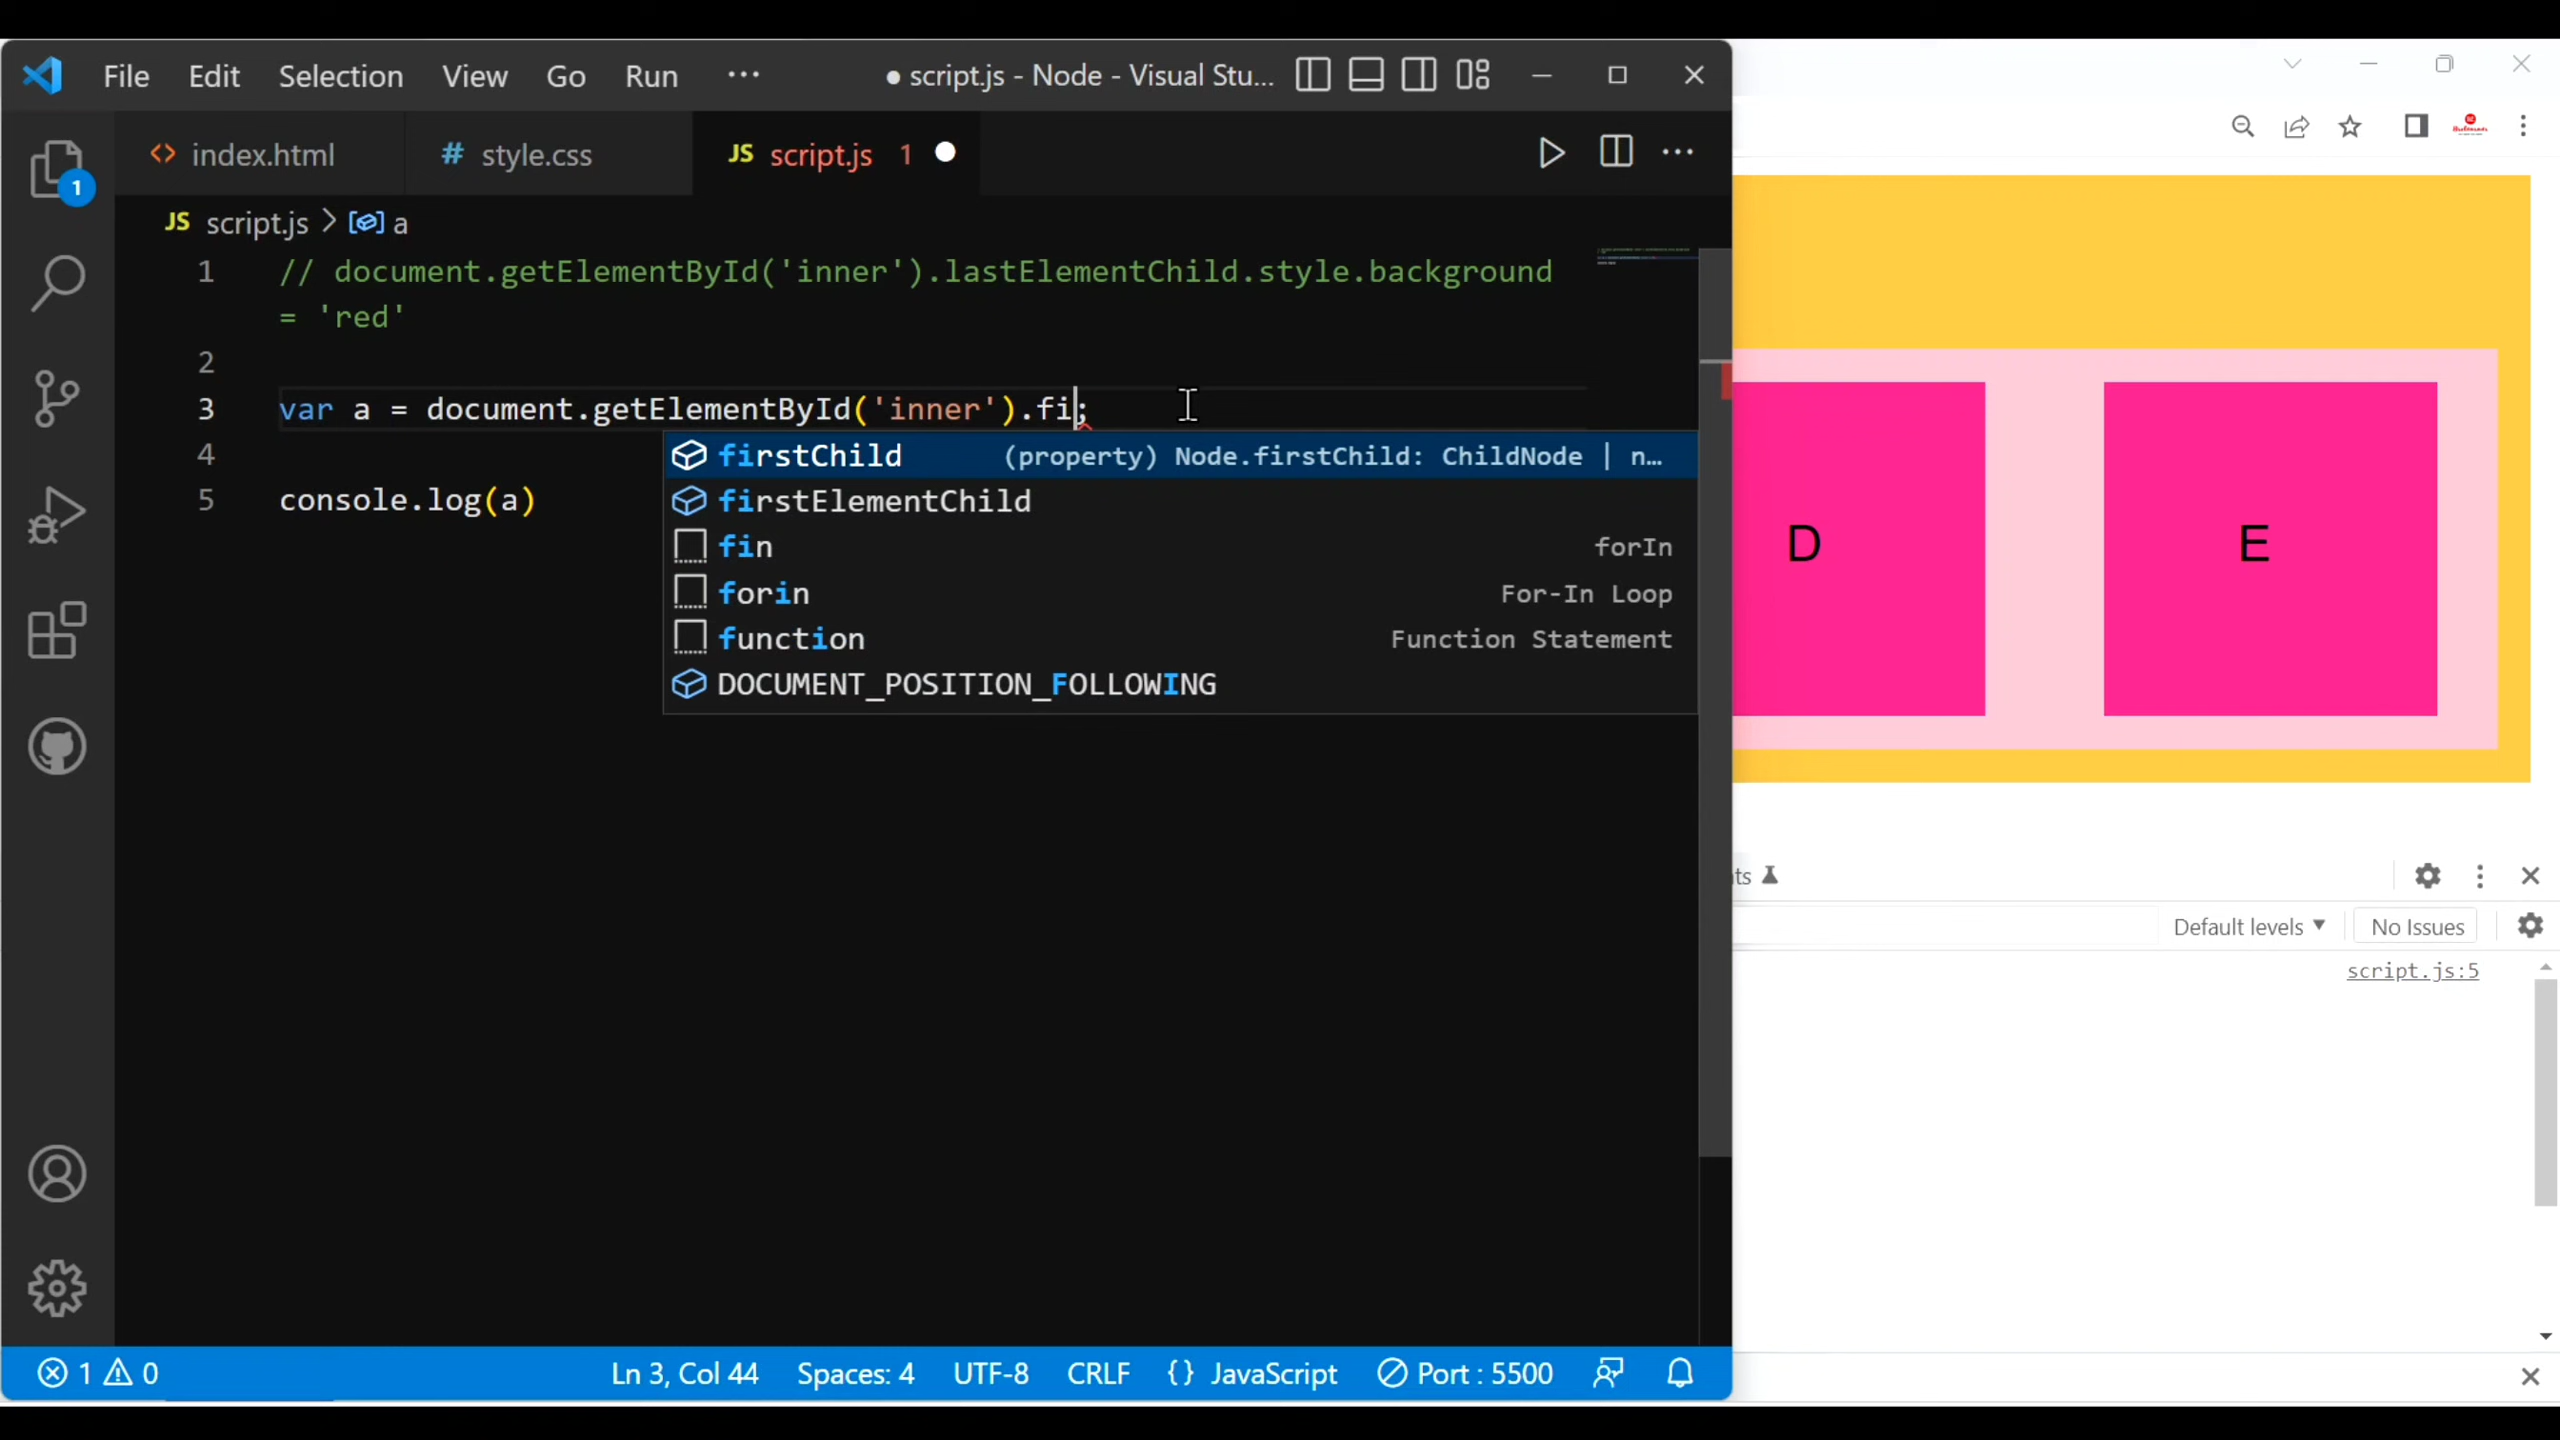 File Edit Selection View Go Run ··· ● script.js - Node - Visual Stu...
<> index.html # style.css JS script.js 1 ●
1
JS script.js > a
1 // document.getElementById('inner').lastElementChild.style.background
= 'red'
2
3 var a = document.getElementById('inner').fi;
4
5 console.log(a)
firstChild (property) Node.firstChild: ChildNode | n...
firstElementChild
fin forIn
forin For-In Loop
function Function Statement
DOCUMENT_POSITION_FOLLOWING
D E
ts
Default levels ▼ No Issues
script.js:5
1 0 Ln 3, Col 44 Spaces: 4 UTF-8 CRLF {} JavaScript Port : 5500